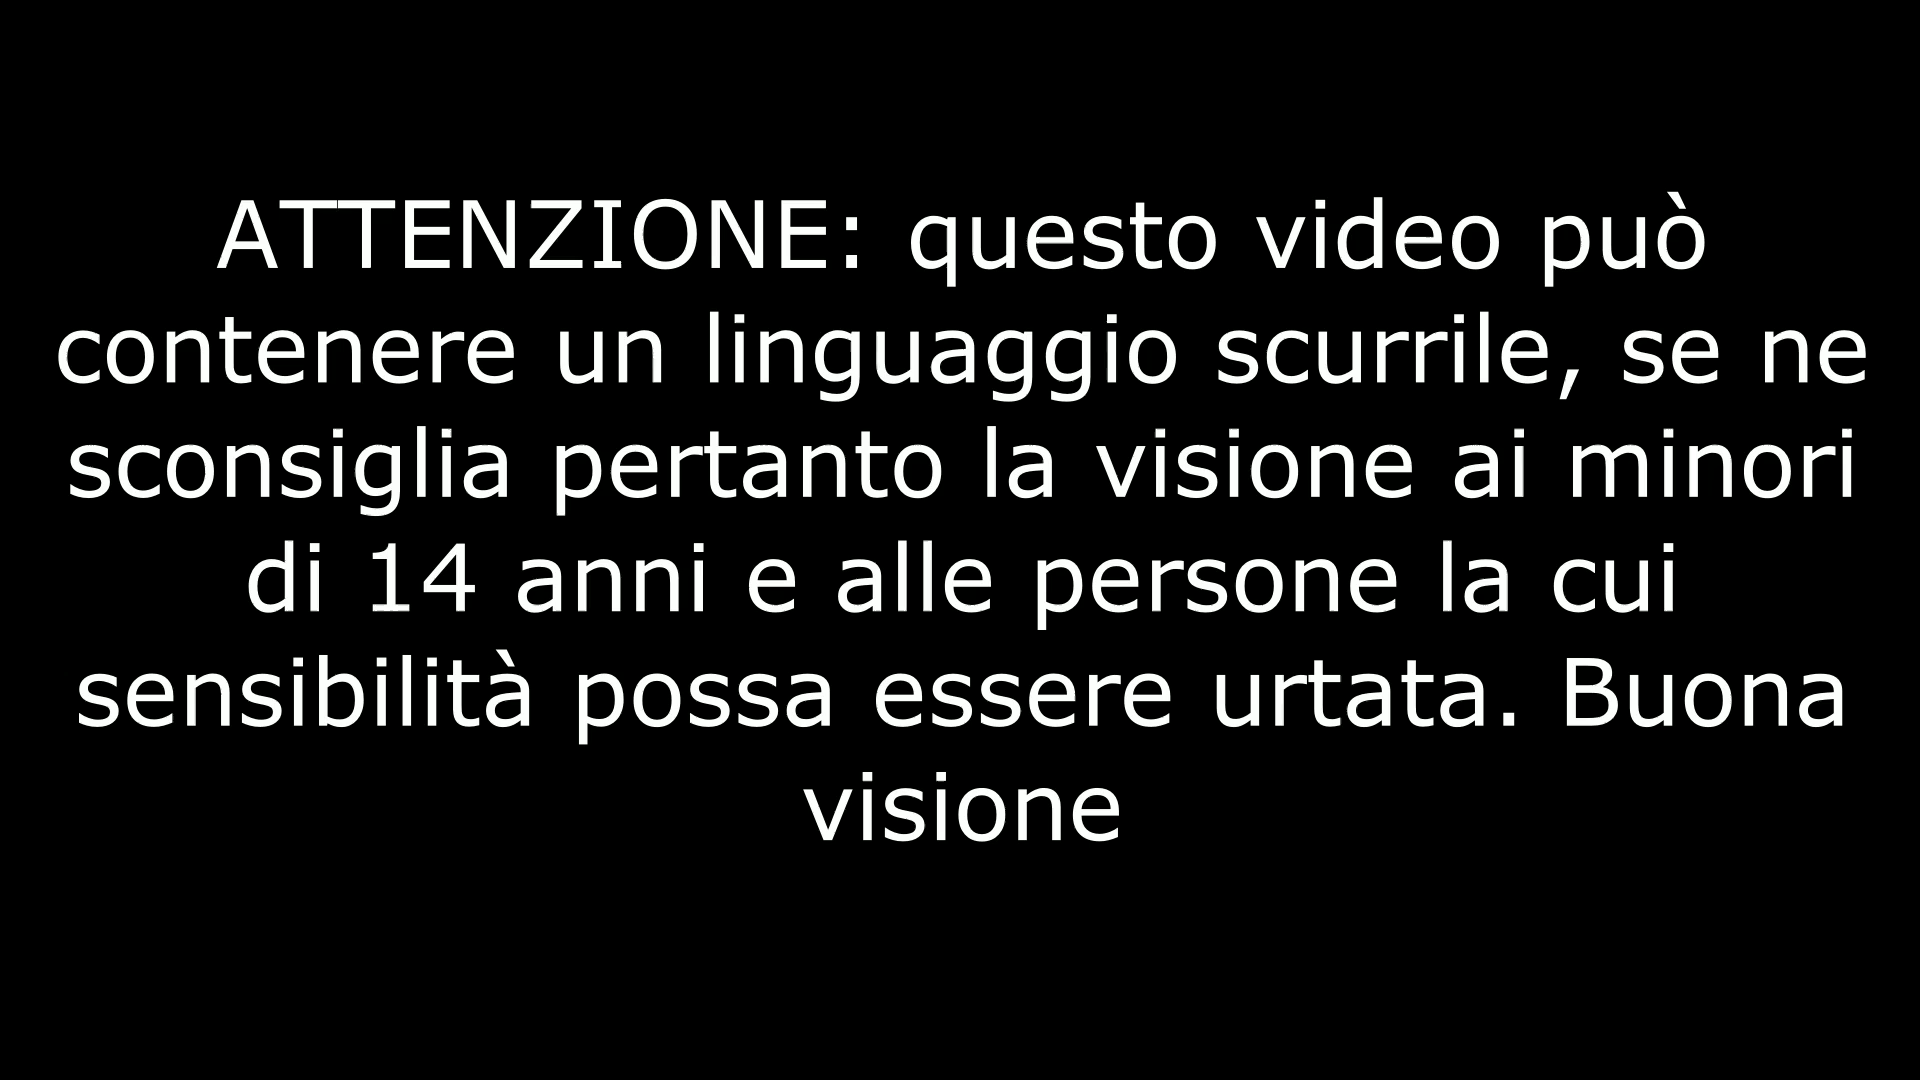 ATTENZIONE: questo video può
contenere un linguaggio scurrile, se ne
sconsiglia pertanto la visione ai minori
di 14 anni e alle persone la cui
sensibilità possa essere urtata. Buona
visione